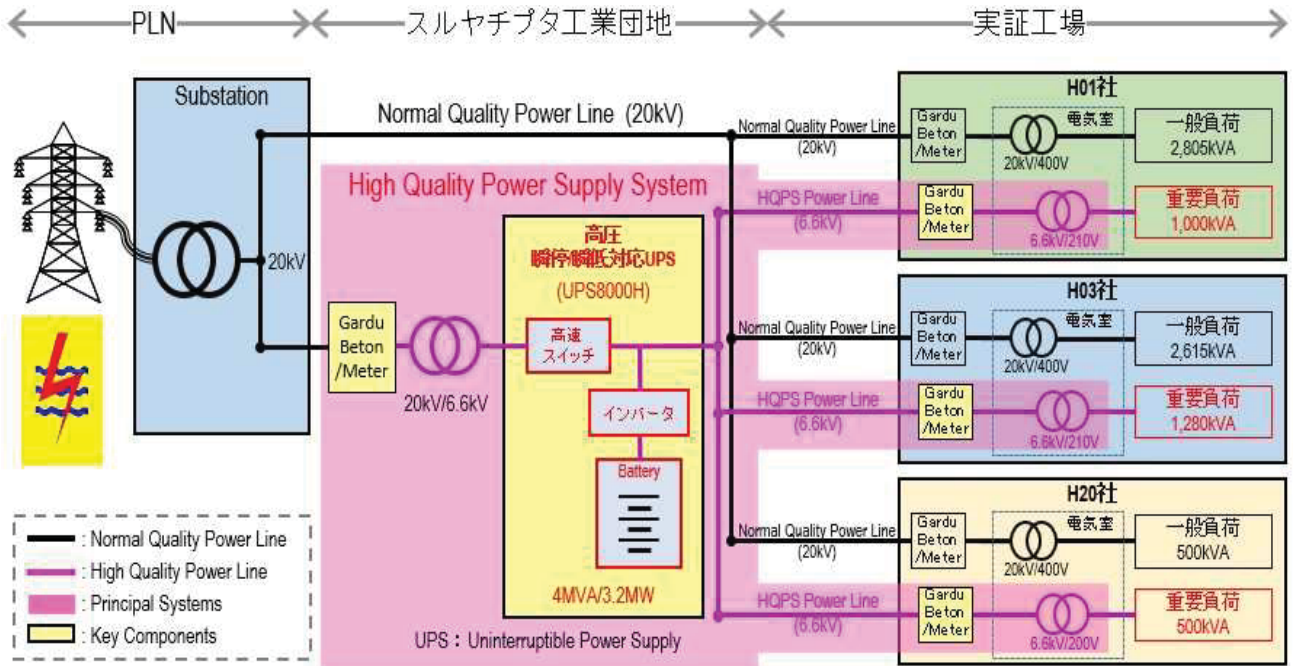 PLN
スルヤチプタ工業団地
実証工場
Substation
20kV
Normal Quality Power Line (20kV)
High Quality Power Supply System
高圧
瞬停/瞬低対応UPS
(UPS8000H)
Gardu
Beton
/Meter
20kV/6.6kV
高速
スイッチ
インバータ
Battery
4MVA/3.2MW
UPS：Uninterruptible Power Supply
Normal Quality Power Line
(20kV)
HQPS Power Line
(6.6kV)
H01社
Gardu
Beton
/Meter
電気室
20kV/400V
一般負荷
2,805kVA
Gardu
Beton
/Meter
6.6kV/210V
重要負荷
1,000kVA
Normal Quality Power Line
(20kV)
HQPS Power Line
(6.6kV)
H03社
Gardu
Beton
/Meter
電気室
20kV/400V
一般負荷
2,615kVA
Gardu
Beton
/Meter
6.6kV/210V
重要負荷
1,280kVA
Normal Quality Power Line
(20kV)
HQPS Power Line
(6.6kV)
H20社
Gardu
Beton
/Meter
電気室
20kV/400V
一般負荷
500kVA
Gardu
Beton
/Meter
6.6kV/200V
重要負荷
500kVA
: Normal Quality Power Line
: High Quality Power Line
: Principal Systems
: Key Components